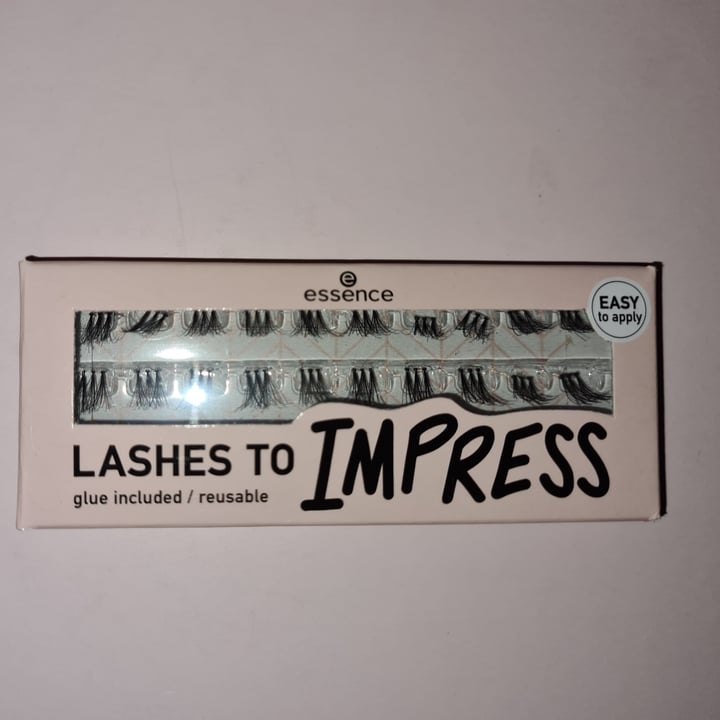 essence
EASY
to apply
LASHES TO IMPRESS
glue included / reusable